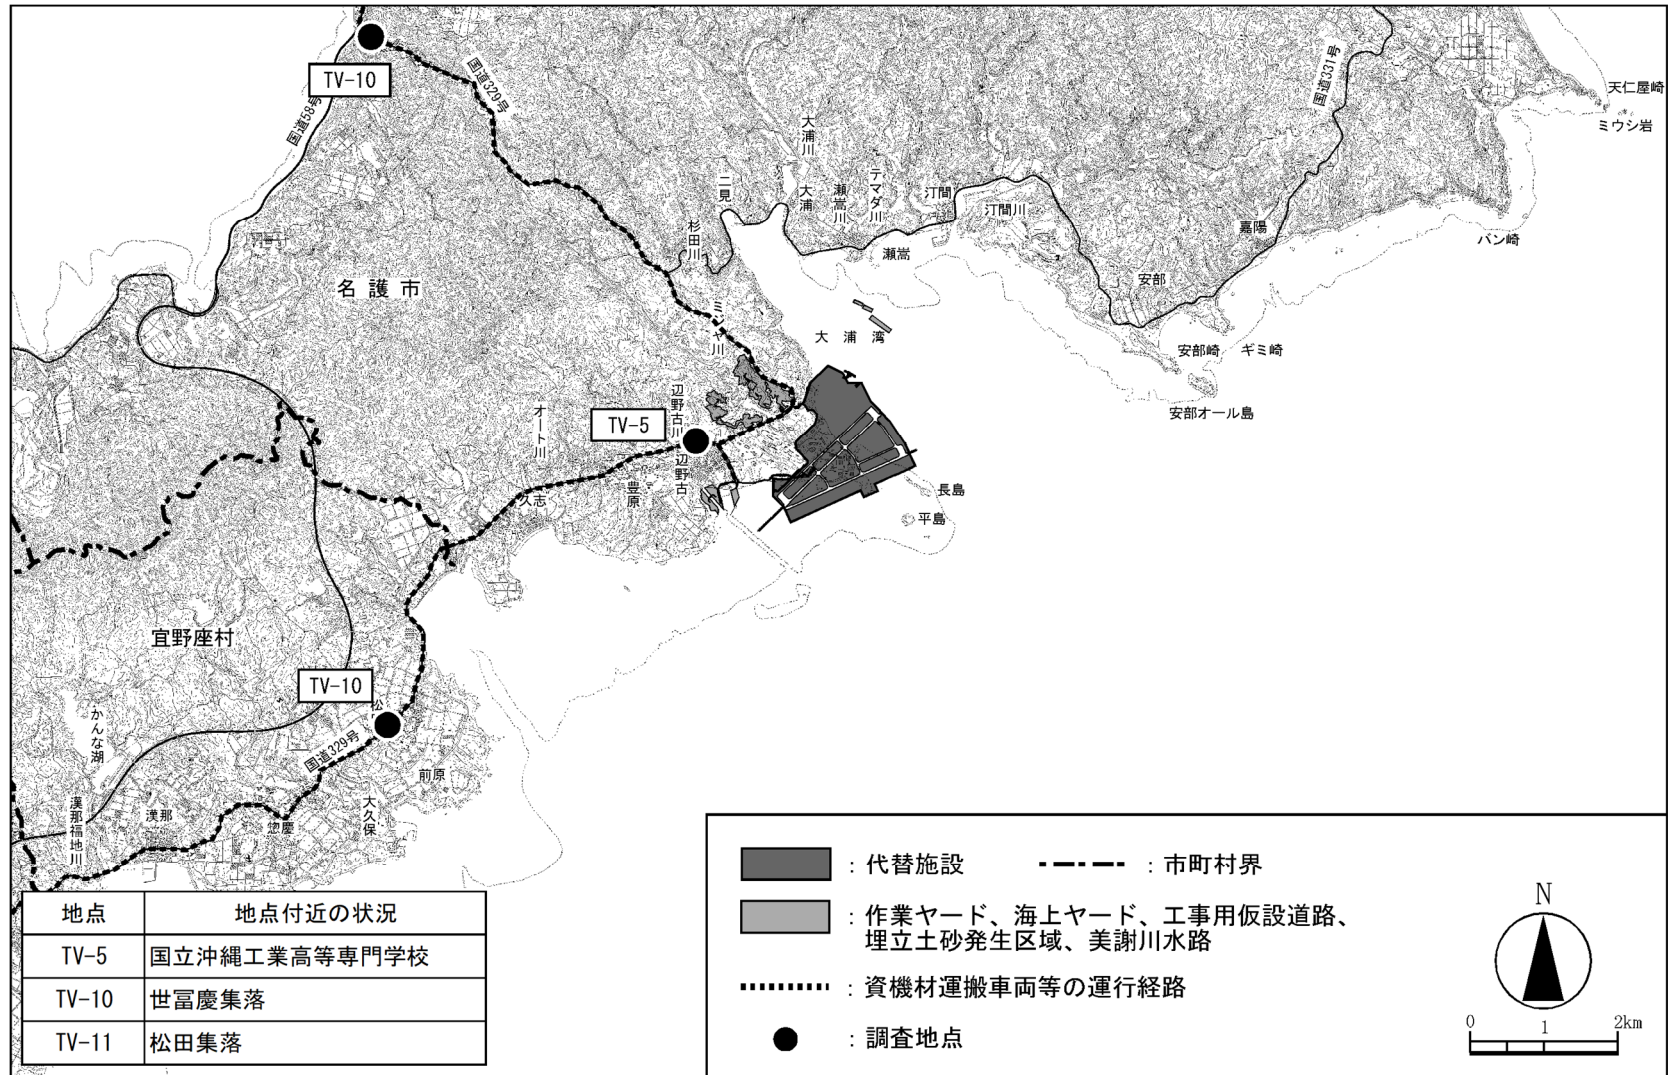 TV-10
国道58号
国道329号
国道331号
天仁屋崎
ミウシ岩
バン崎
大浦川
大浦
二見
瀬嵩川
テマダ川
汀間
汀間川
嘉陽
杉田川
瀬嵩
安部
名護市
大浦湾
安部崎
ギミ崎
安部オール島
オート川
TV-5
辺野古川
辺野古
豊原
久志
長島
平島
宜野座村
TV-10
松
国道329号
かんな湖
前原
漢那福地川
漢那
惣慶
大久保
地点 地点付近の状況
TV-5 国立沖縄工業高等専門学校
TV-10 世冨慶集落
TV-11 松田集落
：代替施設
：市町村界
：作業ヤード、海上ヤード、工事用仮設道路、
埋立土砂発生区域、美謝川水路
：資機材運搬車両等の運行経路
：調査地点
N
0 1 2km